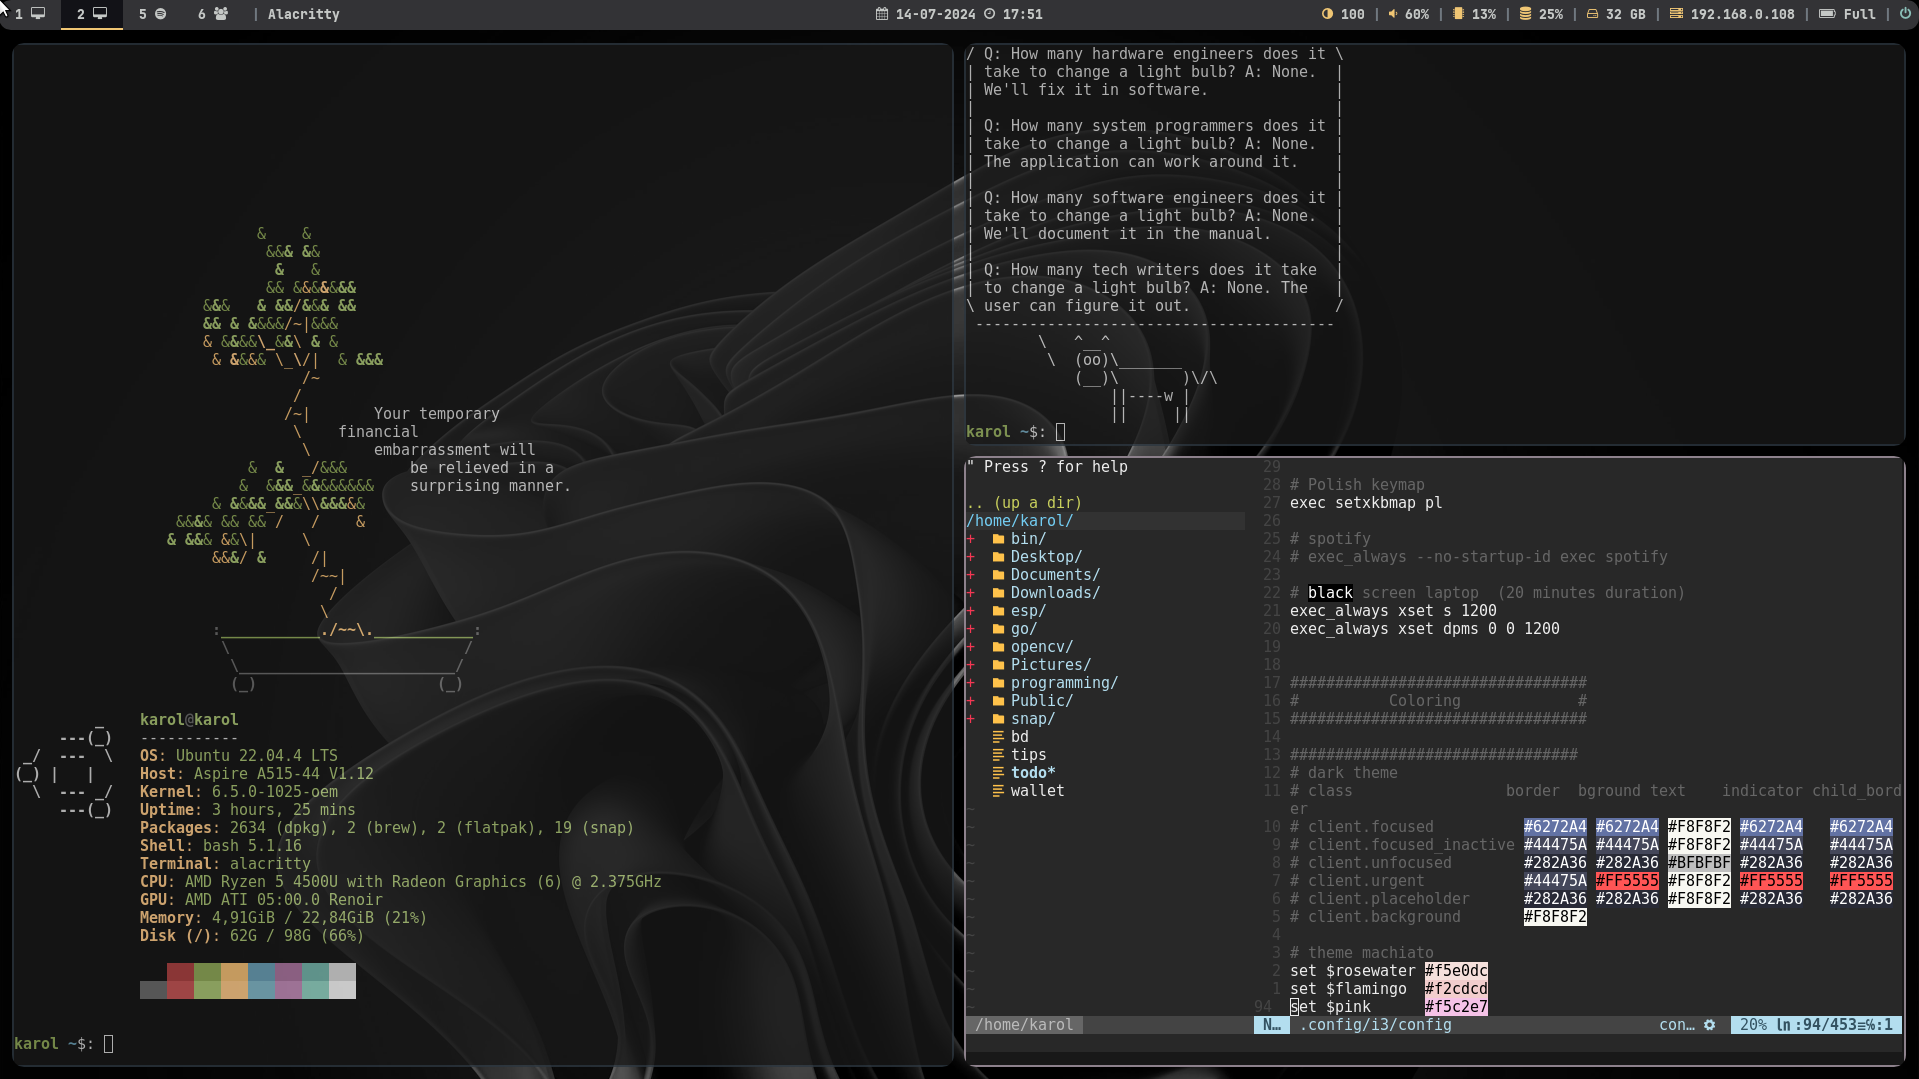 1 2 5 6 | Alacritty 14-07-2024 17:51 100 | 60% | 13% | 25% | 32 GB | 192.168.0.108 | Full |
& &
&&& &&
& &
&& &&&&&&&
&&& & &&/&&& &&
&& & &&&&/~|&&&
& &&&&\_&&\ & &
& &&&& \_\/| & &&&
/~
/
/~| Your temporary
\ financial
\ embarrassment will
& & _/&&& be relieved in a
& &&&_&&&&&&&& surprising manner.
& &&&&_&&&\\&&&&&
&&&& && && / / &
& &&& &&\| \
&&&/ & /|
/~~|
/
\
:___________./~~\.___________:
\ /
\________________________/
(_) (_)
karol@karol
-----------
OS: Ubuntu 22.04.4 LTS
Host: Aspire A515-44 V1.12
Kernel: 6.5.0-1025-oem
Uptime: 3 hours, 25 mins
Packages: 2634 (dpkg), 2 (brew), 2 (flatpak), 19 (snap)
Shell: bash 5.1.16
Terminal: alacritty
CPU: AMD Ryzen 5 4500U with Radeon Graphics (6) @ 2.375GHz
GPU: AMD ATI 05:00.0 Renoir
Memory: 4,91GiB / 22,84GiB (21%)
Disk (/): 62G / 98G (66%)
karol ~$:
/ Q: How many hardware engineers does it \
| take to change a light bulb? A: None. |
| We'll fix it in software. |
| |
| Q: How many system programmers does it |
| take to change a light bulb? A: None. |
| The application can work around it. |
| |
| Q: How many software engineers does it |
| take to change a light bulb? A: None. |
| We'll document it in the manual. |
| |
| Q: How many tech writers does it take |
| to change a light bulb? A: None. The |
\ user can figure it out. /
----------------------------------------
\ ^__^
\ (oo)\_______
(__)\ )\/\
||----w |
|| ||
karol ~$:
" Press ? for help
.. (up a dir)
/home/karol/
+ bin/
+ Desktop/
+ Documents/
+ Downloads/
+ esp/
+ go/
+ opencv/
+ Pictures/
+ programming/
+ Public/
+ snap/
bd
tips
todo*
wallet
/home/karol
29
28 # Polish keymap
27 exec setxkbmap pl
26
25 # spotify
24 # exec_always --no-startup-id exec spotify
23
22 # black screen laptop (20 minutes duration)
21 exec_always xset s 1200
20 exec_always xset dpms 0 0 1200
19
18
17 #################################
16 # Coloring #
15 #################################
14
13 ################################
12 # dark theme
11 # class border bground text indicator child_bord
er
10 # client.focused #6272A4 #6272A4 #F8F8F2 #6272A4 #6272A4
9 # client.focused_inactive #44475A #44475A #F8F8F2 #44475A #44475A
8 # client.unfocused #282A36 #282A36 #BFBFBF #282A36 #282A36
7 # client.urgent #44475A #FF5555 #F8F8F2 #FF5555 #FF5555
6 # client.placeholder #282A36 #282A36 #F8F8F2 #282A36 #282A36
5 # client.background #F8F8F2
4
3 # theme machiato
2 set $rosewater #f5e0dc
1 set $flamingo #f2cdcd
94 set $pink #f5c2e7
N… .config/i3/config con… 20% ln:94/453≡℅:1